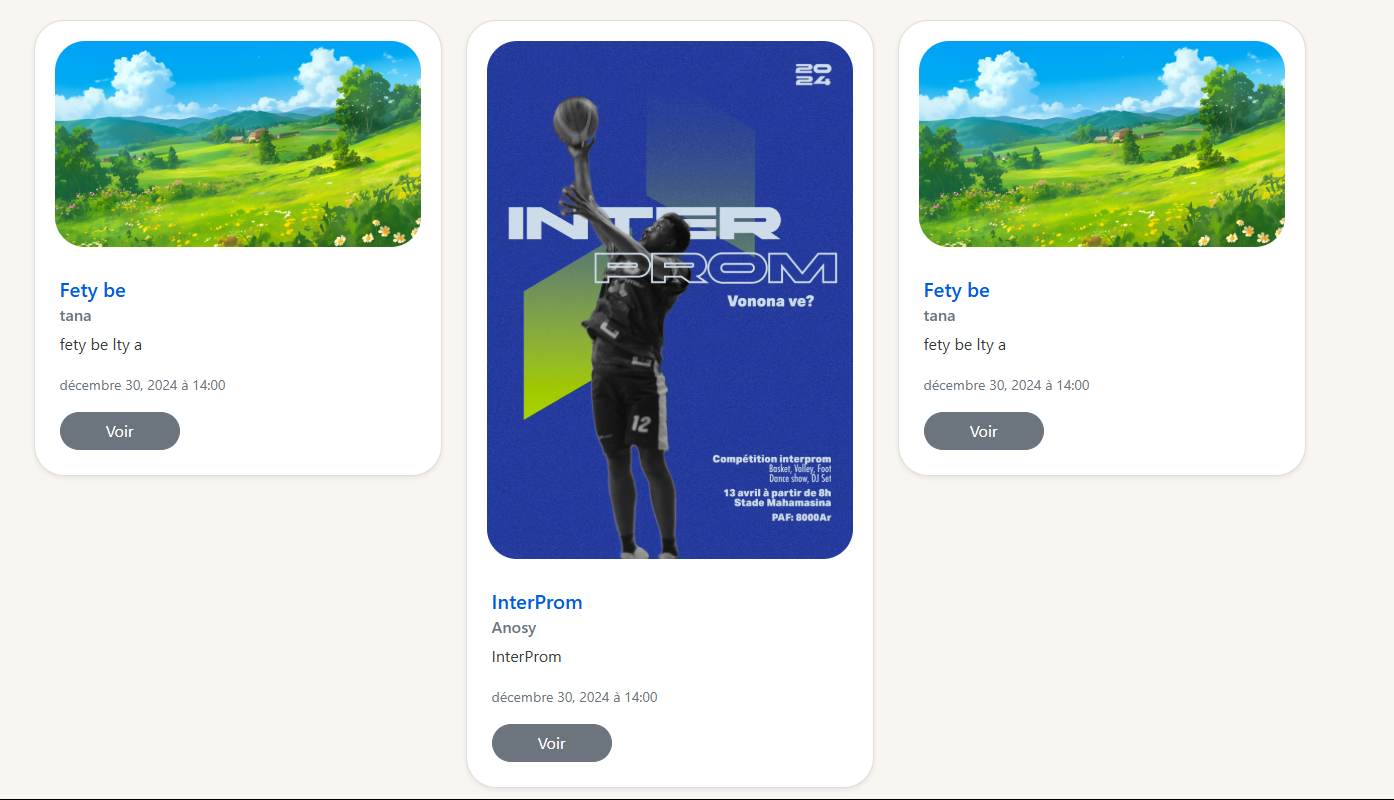 Fety be
tana
fety be lty a
décembre 30, 2024 à 14:00
Voir
20
24
INTER
PROM
Vonona ve?
12
Compétition interprom
Basket, Volley, Foot
Dance show, DJ Set
13 avril à partir de 8h
Stade Mahamasina
PAF: 8000Ar
InterProm
Anosy
InterProm
décembre 30, 2024 à 14:00
Voir
Fety be
tana
fety be lty a
décembre 30, 2024 à 14:00
Voir